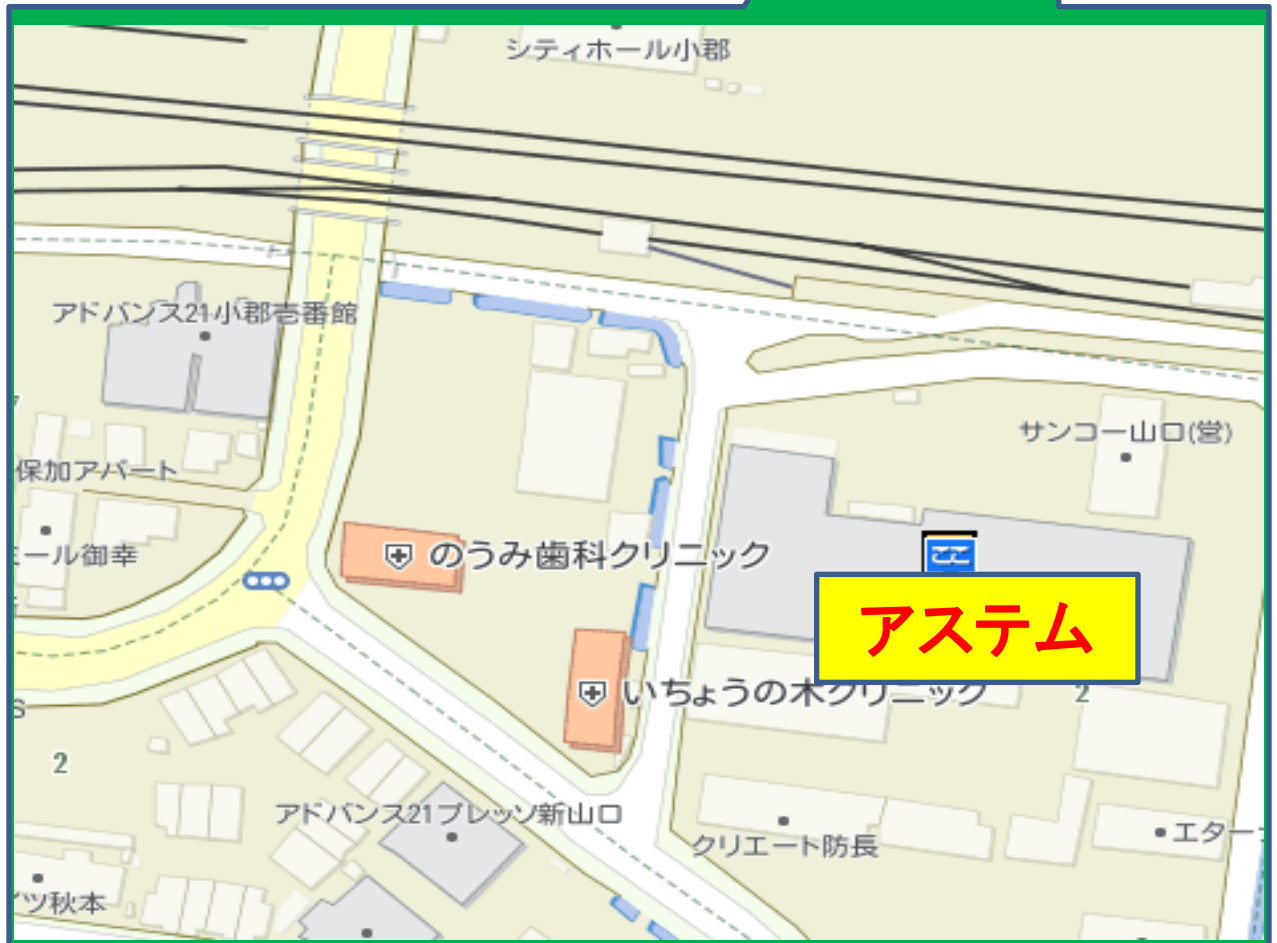 シティホール小郡
アドバンス21小郡壱番館
サンコー山口(営)
保加アパート
ミール御幸
のうみ歯科クリニック
アステム
いちょうの木クリニック
2
2
アドバンス21プレッソ新山口
クリエート防長
エター
イツ秋本